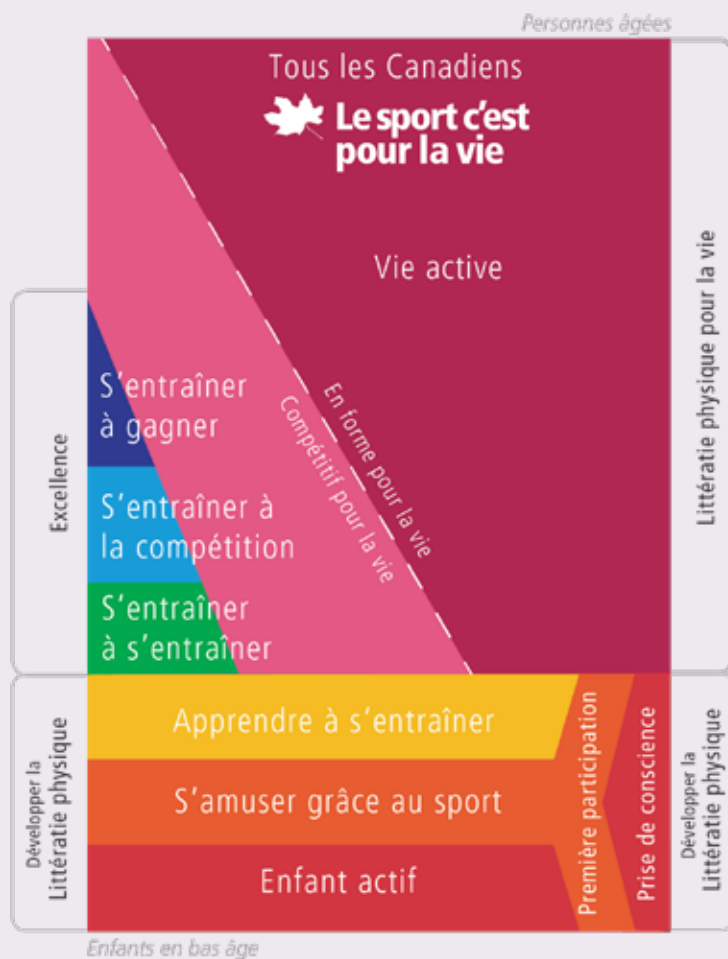 Personnes âgées
Tous les Canadiens
Le sport c'est
pour la vie
Vie active
Littératie physique pour la vie
Excellence
S'entraîner
à gagner
En forme pour la vie
Compétitif pour la vie
S'entraîner à
la compétition
S'entraîner
à s'entraîner
Développer la
Littératie physique
Apprendre à s'entraîner
S'amuser grâce au sport
Enfant actif
Première participation
Prise de conscience
Développer la
Littératie physique
Enfants en bas âge